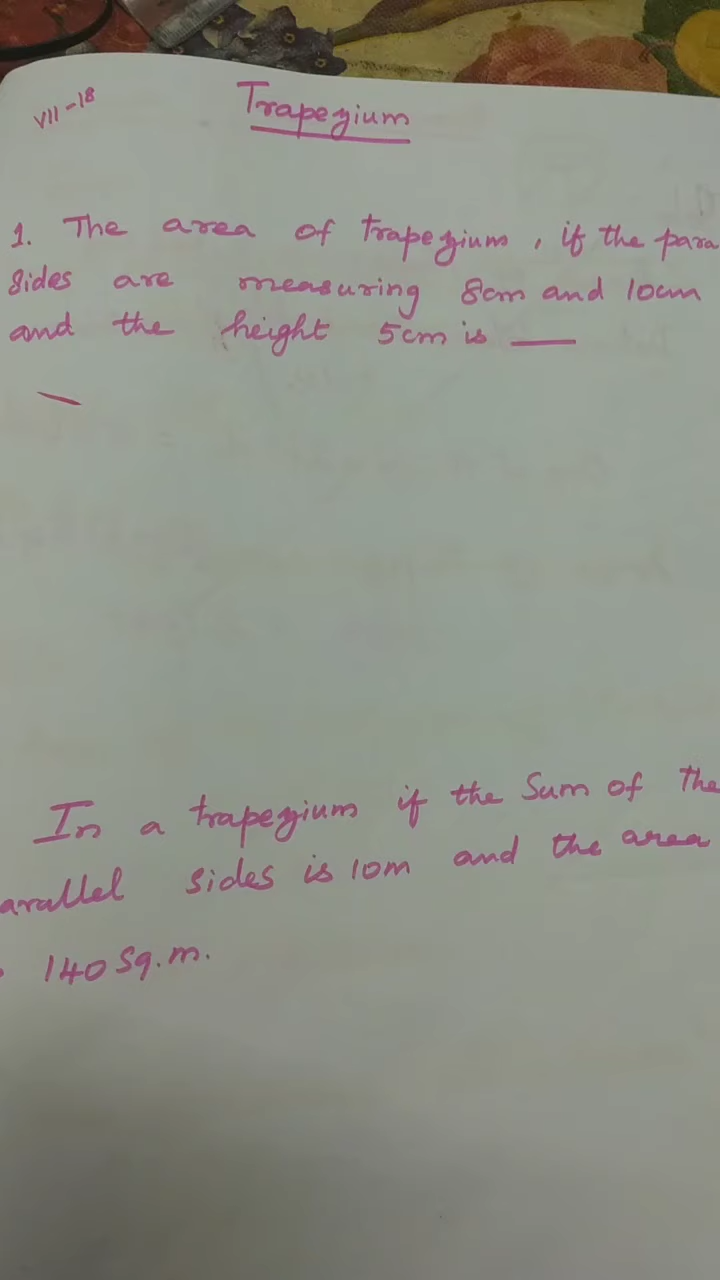 VII-18
Trapezium
1. The area of trapezium, if the para
sides are measuring 8cm and 10cm
and the height 5cm is ___
In a trapezium if the Sum of The
arallel sides is 10m and the area
140 Sq.m.